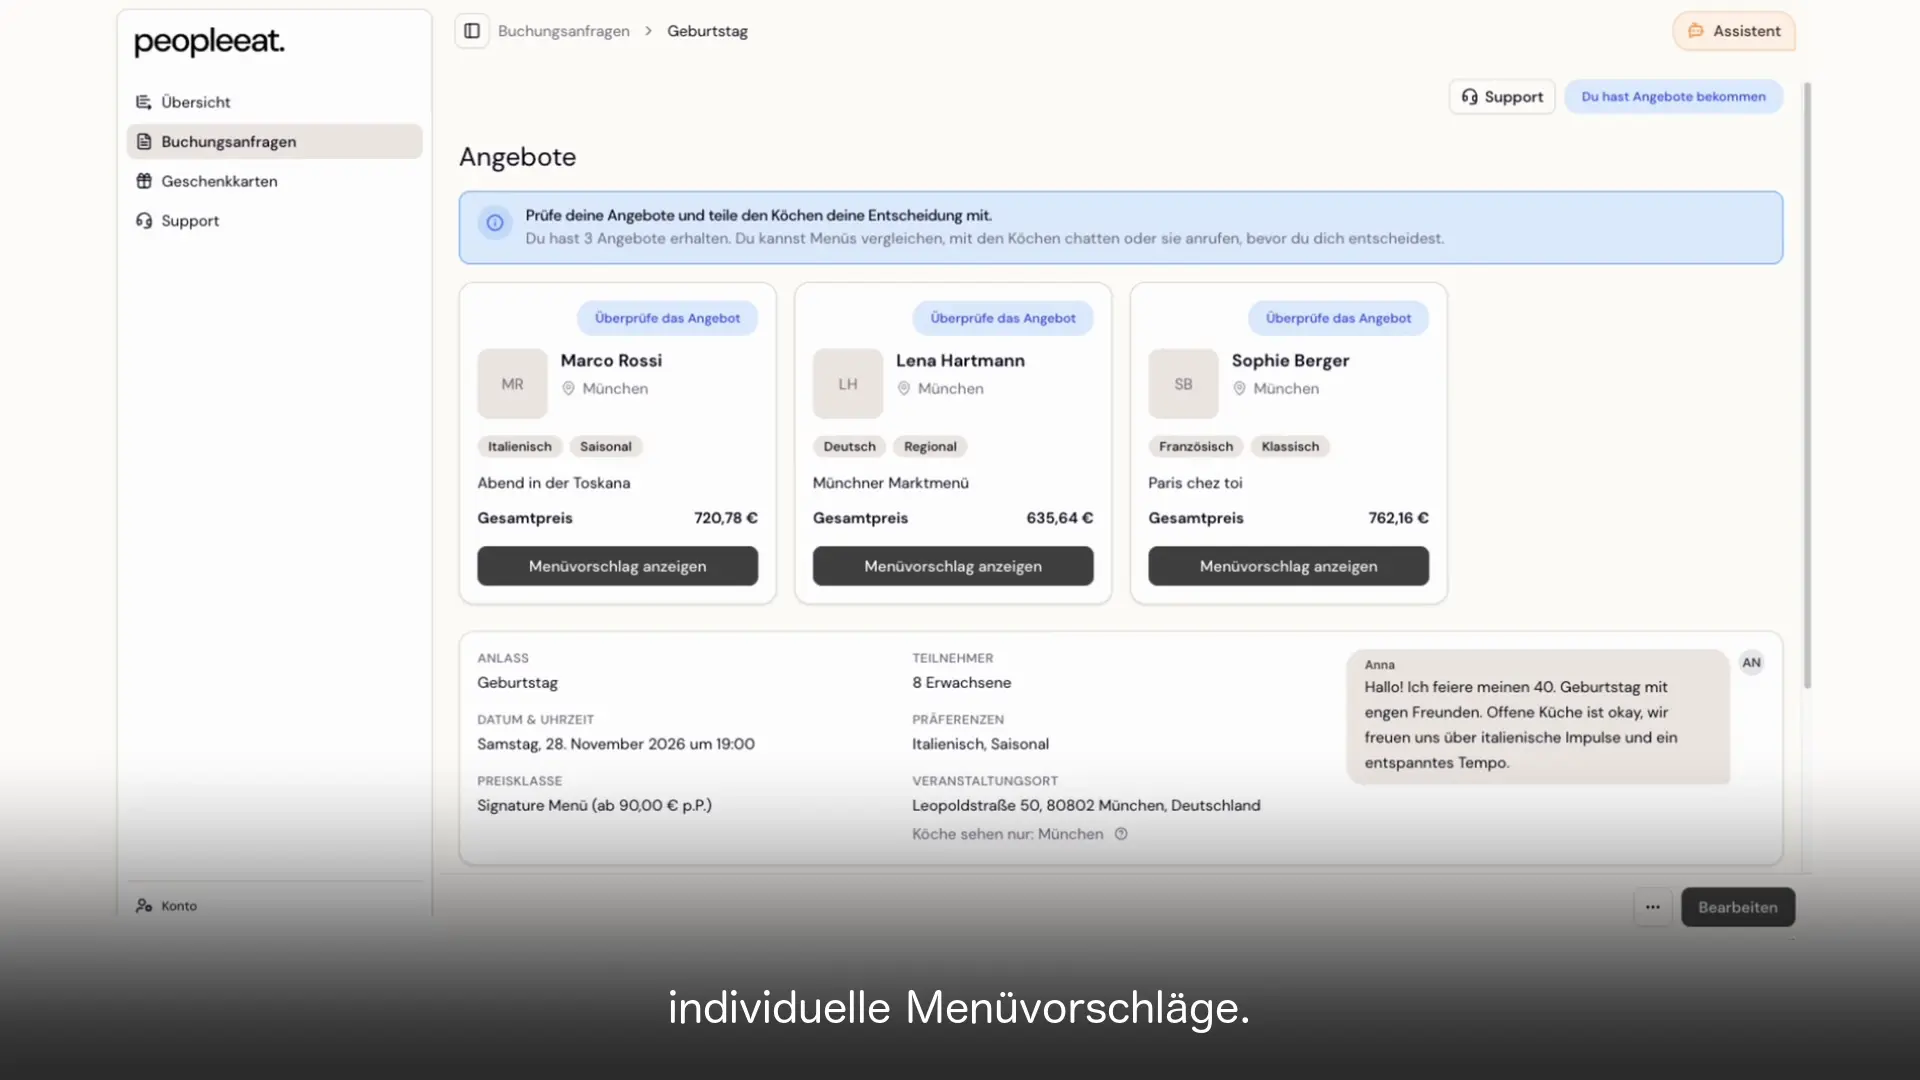 peopleeat.
Übersicht
Buchungsanfragen
Geschenkkarten
Support
Konto
Buchungsanfragen > Geburtstag
Assistent
Support
Du hast Angebote bekommen
Angebote
Prüfe deine Angebote und teile den Köchen deine Entscheidung mit.
Du hast 3 Angebote erhalten. Du kannst Menüs vergleichen, mit den Köchen chatten oder sie anrufen, bevor du dich entscheidest.
Überprüfe das Angebot
MR
Marco Rossi
München
Italienisch Saisonal
Abend in der Toskana
Gesamtpreis 720,78 €
Menüvorschlag anzeigen
Überprüfe das Angebot
LH
Lena Hartmann
München
Deutsch Regional
Münchner Marktmenü
Gesamtpreis 635,64 €
Menüvorschlag anzeigen
Überprüfe das Angebot
SB
Sophie Berger
München
Französisch Klassisch
Paris chez toi
Gesamtpreis 762,16 €
Menüvorschlag anzeigen
ANLASS
Geburtstag
DATUM & UHRZEIT
Samstag, 28. November 2026 um 19:00
PREISKLASSE
Signature Menü (ab 90,00 € p.P.)
TEILNEHMER
8 Erwachsene
PRÄFERENZEN
Italienisch, Saisonal
VERANSTALTUNGSORT
Leopoldstraße 50, 80802 München, Deutschland
Köche sehen nur: München
Anna
Hallo! Ich feiere meinen 40. Geburtstag mit
engen Freunden. Offene Küche ist okay, wir
freuen uns über italienische Impulse und ein
entspanntes Tempo.
AN
Bearbeiten
individuelle Menüvorschläge.